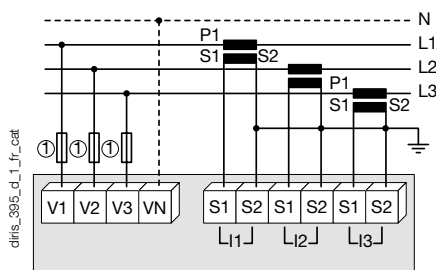 N
P1
L1
S1 S2
L2
P1
L3
S1 S2
① ① ①
V1 V2 V3 VN S1 S2 S1 S2 S1 S2
I1 I2 I3
diris_395_d_1_fr_cat